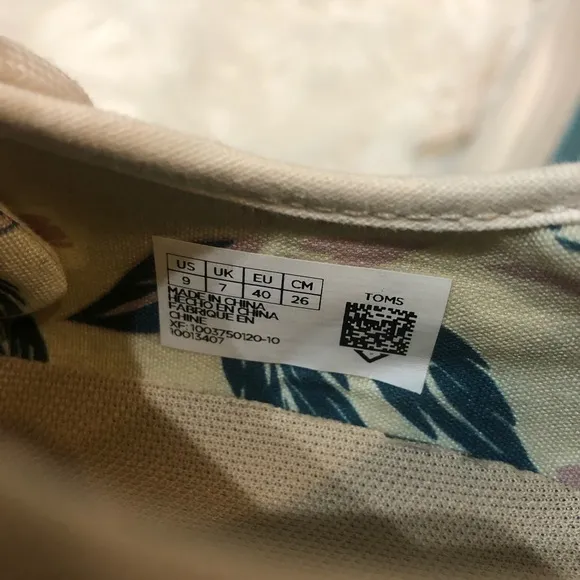 US UK EU CM
9 7 40 26
MADE IN CHINA
HECHO EN CHINA
FABRIQUE EN
CHINE
XF: 1003750120-10
10013407
TOMS